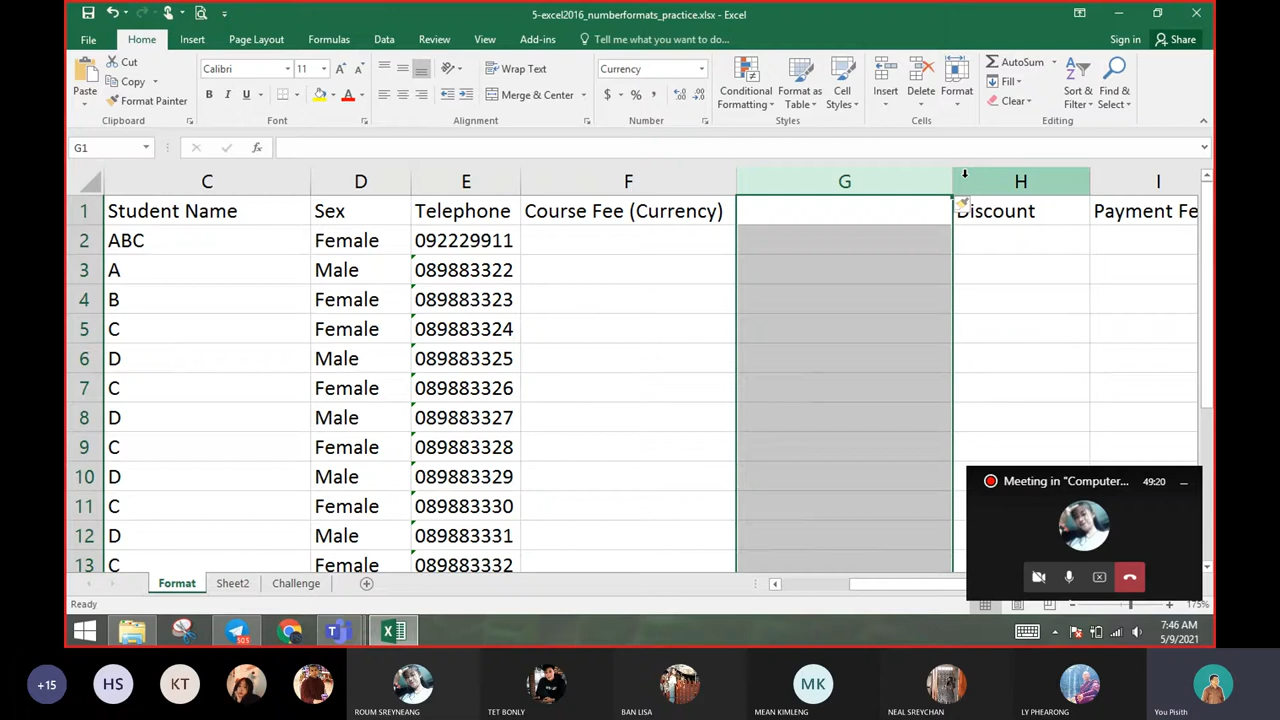 5-excel2016_numberformats_practice.xlsx - Excel
File Home Insert Page Layout Formulas Data Review View Add-ins Tell me what you want to do... Sign in Share
Cut
Copy
Format Painter
Paste
Clipboard
Calibri 11
A A
B I U A
Font
Wrap Text
Merge & Center
Alignment
Currency
$ % ,
Number
Conditional Formatting
Format as Table
Cell Styles
Styles
Insert Delete Format
Cells
AutoSum
Fill
Clear
Sort & Filter
Find & Select
Editing
G1 fx
C D E F G H I
1 Student Name Sex Telephone Course Fee (Currency) Discount Payment Fe
2 ABC Female 092229911
3 A Male 089883322
4 B Female 089883323
5 C Female 089883324
6 D Male 089883325
7 C Female 089883326
8 D Male 089883327
9 C Female 089883328
10 D Male 089883329
11 C Female 089883330
12 D Male 089883331
13 C Female 089883332
Meeting in "Computer... 49:20
Format Sheet2 Challenge
Ready 175%
505
7:46 AM
5/9/2021
+15 HS KT MK
ROUM SREYNEANG TET BONLY BAN LISA MEAN KIMLENG NEAL SREYCHAN LY PHEARONG You Pisith